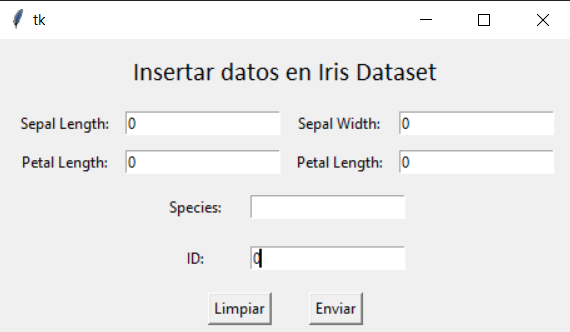 tk
Insertar datos en Iris Dataset
Sepal Length: 0 Sepal Width: 0
Petal Length: 0 Petal Length: 0
Species:
ID: 0
Limpiar Enviar